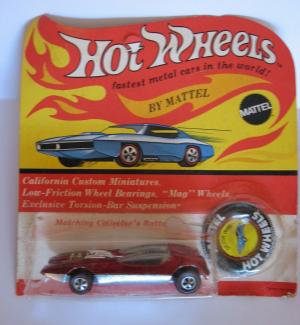 HOT WHEELS
fastest metal cars in the world!
BY MATTEL
MATTEL
California Custom Miniatures.
Low-Friction Wheel Bearings, "Mag" Wheels.
Exclusive Torsion-Bar Suspension
Matching Collector's Button
HOT WHEELS
MATTEL